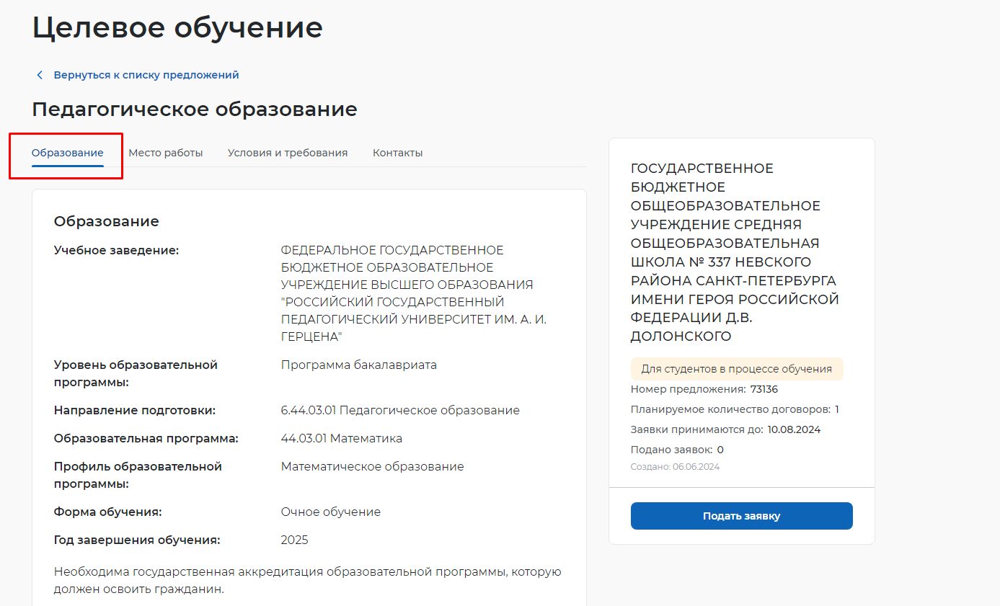 Целевое обучение
Вернуться к списку предложений
Педагогическое образование
Образование
Место работы
Условия и требования
Контакты
Образование
Учебное заведение:
ФЕДЕРАЛЬНОЕ ГОСУДАРСТВЕННОЕ
БЮДЖЕТНОЕ ОБРАЗОВАТЕЛЬНОЕ
УЧРЕЖДЕНИЕ ВЫСШЕГО ОБРАЗОВАНИЯ
"РОССИЙСКИЙ ГОСУДАРСТВЕННЫЙ
ПЕДАГОГИЧЕСКИЙ УНИВЕРСИТЕТ ИМ. А. И.
ГЕРЦЕНА"
Уровень образовательной
программы:
Программа бакалавриата
Направление подготовки:
6.44.03.01 Педагогическое образование
Образовательная программа:
44.03.01 Математика
Профиль образовательной
программы:
Математическое образование
Форма обучения:
Очное обучение
Год завершения обучения:
2025
Необходима государственная аккредитация образовательной программы, которую
должен освоить гражданин.
ГОСУДАРСТВЕННОЕ
БЮДЖЕТНОЕ
ОБЩЕОБРАЗОВАТЕЛЬНОЕ
УЧРЕЖДЕНИЕ СРЕДНЯЯ
ОБЩЕОБРАЗОВАТЕЛЬНАЯ
ШКОЛА № 337 НЕВСКОГО
РАЙОНА САНКТ-ПЕТЕРБУРГА
ИМЕНИ ГЕРОЯ РОССИЙСКОЙ
ФЕДЕРАЦИИ Д.В.
ДОЛОНСКОГО
Для студентов в процессе обучения
Номер предложения: 73136
Планируемое количество договоров: 1
Заявки принимаются до: 10.08.2024
Подано заявок: 0
Создано: 06.06.2024
Подать заявку